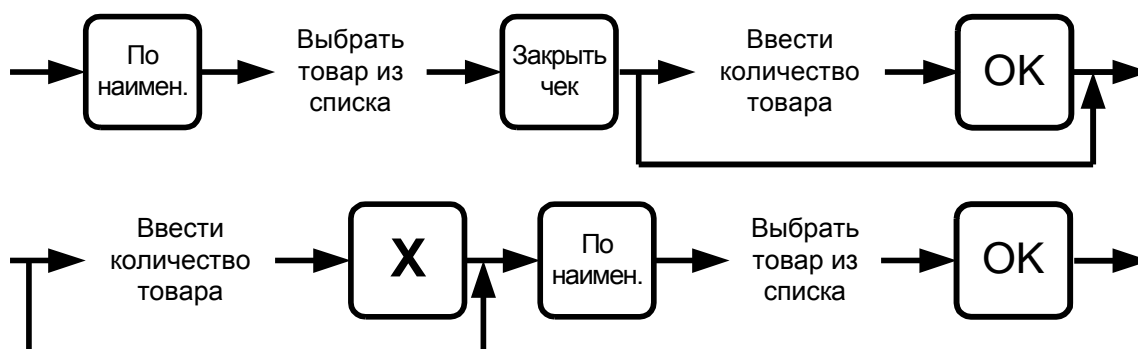 По
наимен.
Выбрать
товар из
списка
Закрыть
чек
Ввести
количество
товара
OK
Ввести
количество
товара
X
По
наимен.
Выбрать
товар из
списка
OK